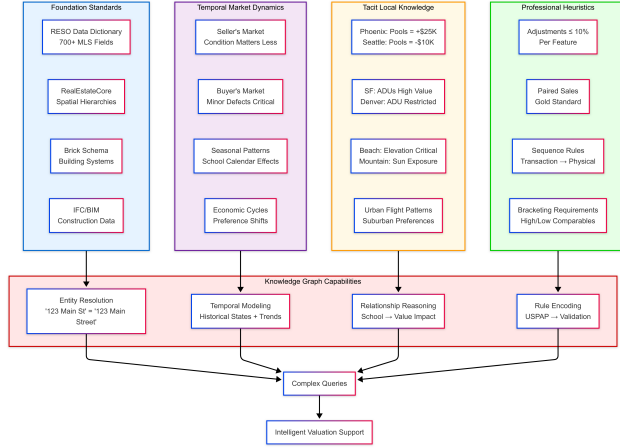 Foundation Standards
RESO Data Dictionary
700+ MLS Fields
RealEstateCore
Spatial Hierarchies
Brick Schema
Building Systems
IFC/BIM
Construction Data
Temporal Market Dynamics
Seller's Market
Condition Matters Less
Buyer's Market
Minor Defects Critical
Seasonal Patterns
School Calendar Effects
Economic Cycles
Preference Shifts
Tacit Local Knowledge
Phoenix: Pools = +$25K
Seattle: Pools = -$10K
SF: ADUs High Value
Denver: ADU Restricted
Beach: Elevation Critical
Mountain: Sun Exposure
Urban Flight Patterns
Suburban Preferences
Professional Heuristics
Adjustments ≤ 10%
Per Feature
Paired Sales
Gold Standard
Sequence Rules
Transaction → Physical
Bracketing Requirements
High/Low Comparables
Knowledge Graph Capabilities
Entity Resolution
'123 Main St' = '123 Main
Street'
Temporal Modeling
Historical States + Trends
Relationship Reasoning
School → Value Impact
Rule Encoding
USPAP → Validation
Complex Queries
Intelligent Valuation Support